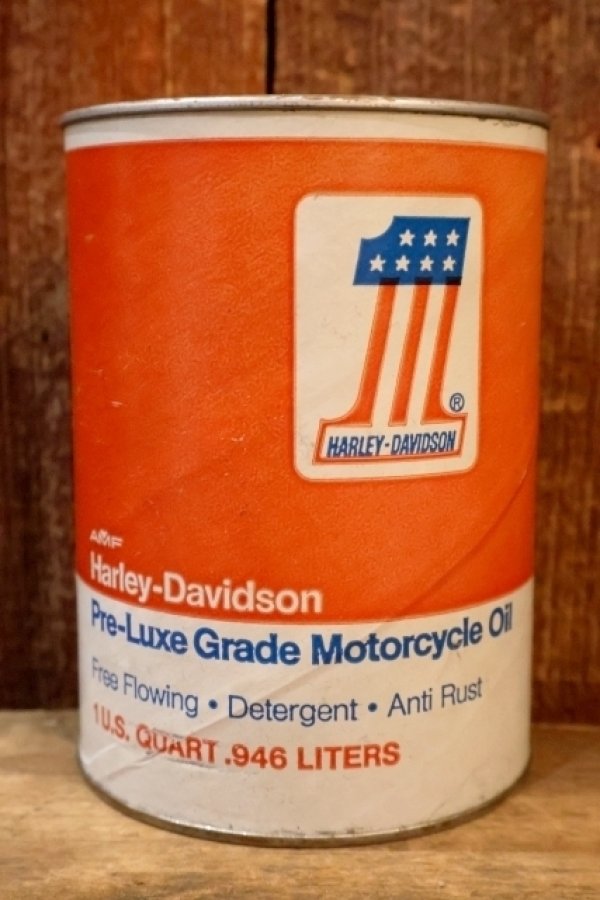 ®
HARLEY-DAVIDSON
AMF
Harley-Davidson
Pre-Luxe Grade Motorcycle Oil
Free Flowing • Detergent • Anti Rust
1 U.S. QUART .946 LITERS